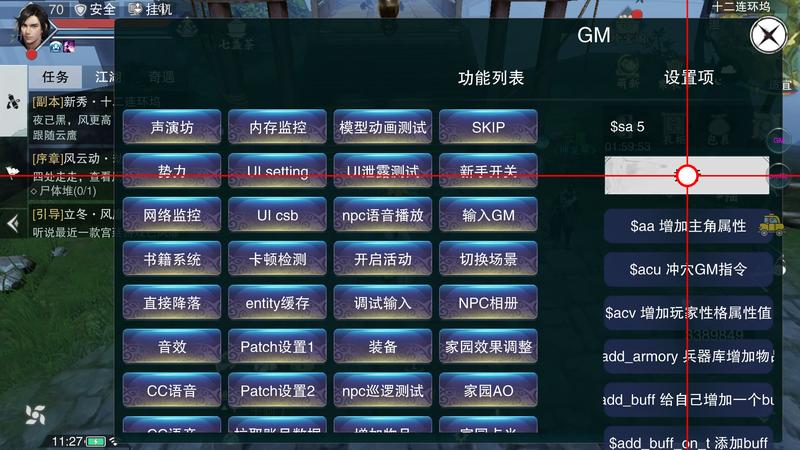 70 安全 挂机
十二连环坞
GM
任务 江 奇遇
功能列表
设置项
[副本]新秀·十二连环坞
夜已黑，风更高
跟随云鹰
[序章]风云动·
四处走走，查看
尸体堆(0/1)
[引导]立冬·风
听说最近一款宫
声演坊 内存监控 模型动画测试 SKIP
势力 UI setting UI泄露测试 新手开关
网络监控 UI csb npc语音播放 输入GM
书籍系统 卡顿检测 开启活动 切换场景
直接降落 entity缓存 调试输入 NPC相册
音效 Patch设置1 装备 家园效果调整
CC语音 Patch设置2 npc巡逻测试 家园AO
$sa 5
01:59:53
GM
$aa 增加主角属性
$acu 冲穴GM指令
$acv 增加玩家性格属性值
add_armory 兵器库增加物品
add_buff 给自己增加一个bu
$add_buff_on_t 添加buff
11:27